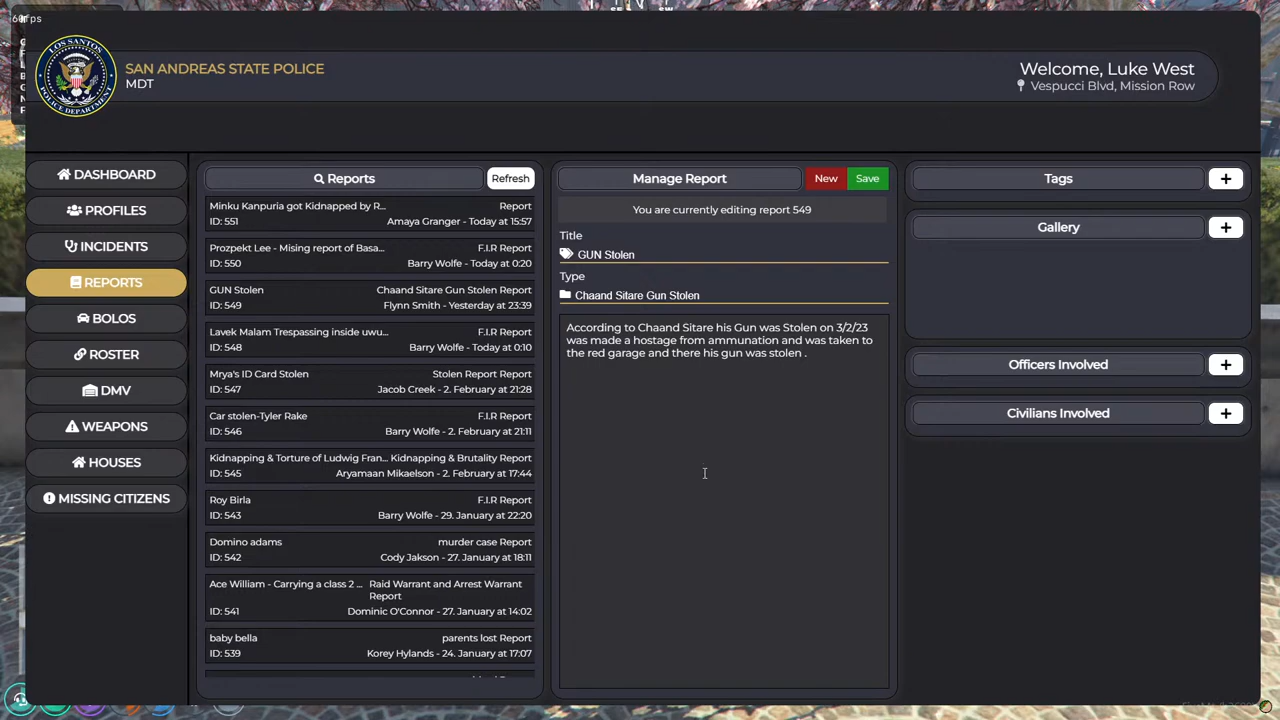 60fps
SE
SW
LOS SANTOS
POLICE DEPARTMENT
SAN ANDREAS STATE POLICE
MDT
Welcome, Luke West
Vespucci Blvd, Mission Row
DASHBOARD
PROFILES
INCIDENTS
REPORTS
BOLOS
ROSTER
DMV
WEAPONS
HOUSES
MISSING CITIZENS
Reports
Refresh
Minku Kanpuria got Kidnapped by R... Report
ID: 551 Amaya Granger - Today at 15:57
Prozpekt Lee - Mising report of Basa... F.I.R Report
ID: 550 Barry Wolfe - Today at 0:20
GUN Stolen Chaand Sitare Gun Stolen Report
ID: 549 Flynn Smith - Yesterday at 23:39
Lavek Malam Trespassing inside uwu... F.I.R Report
ID: 548 Barry Wolfe - Yesterday at 0:10
Mrya's ID Card Stolen Stolen Report Report
ID: 547 Jacob Creek - 2. February at 21:28
Car stolen-Tyler Rake F.I.R Report
ID: 546 Barry Wolfe - 2. February at 21:11
Kidnapping & Torture of Ludwig Fran... Kidnapping & Brutality Report
ID: 545 Aryamaan Mikaelson - 2. February at 17:44
Roy Birla F.I.R Report
ID: 543 Barry Wolfe - 29. January at 22:20
Domino adams murder case Report
ID: 542 Cody Jakson - 27. January at 18:11
Ace William - Carrying a class 2 ... Raid Warrant and Arrest Warrant
Report
ID: 541 Dominic O'Connor - 27. January at 14:02
baby bella parents lost Report
ID: 539 Korey Hylands - 24. January at 17:07
Manage Report
New
Save
You are currently editing report 549
Title
GUN Stolen
Type
Chaand Sitare Gun Stolen
According to Chaand Sitare his Gun was Stolen on 3/2/23
was made a hostage from ammunation and was taken to
the red garage and there his gun was stolen .
Tags
+
Gallery
+
Officers Involved
+
Civilians Involved
+